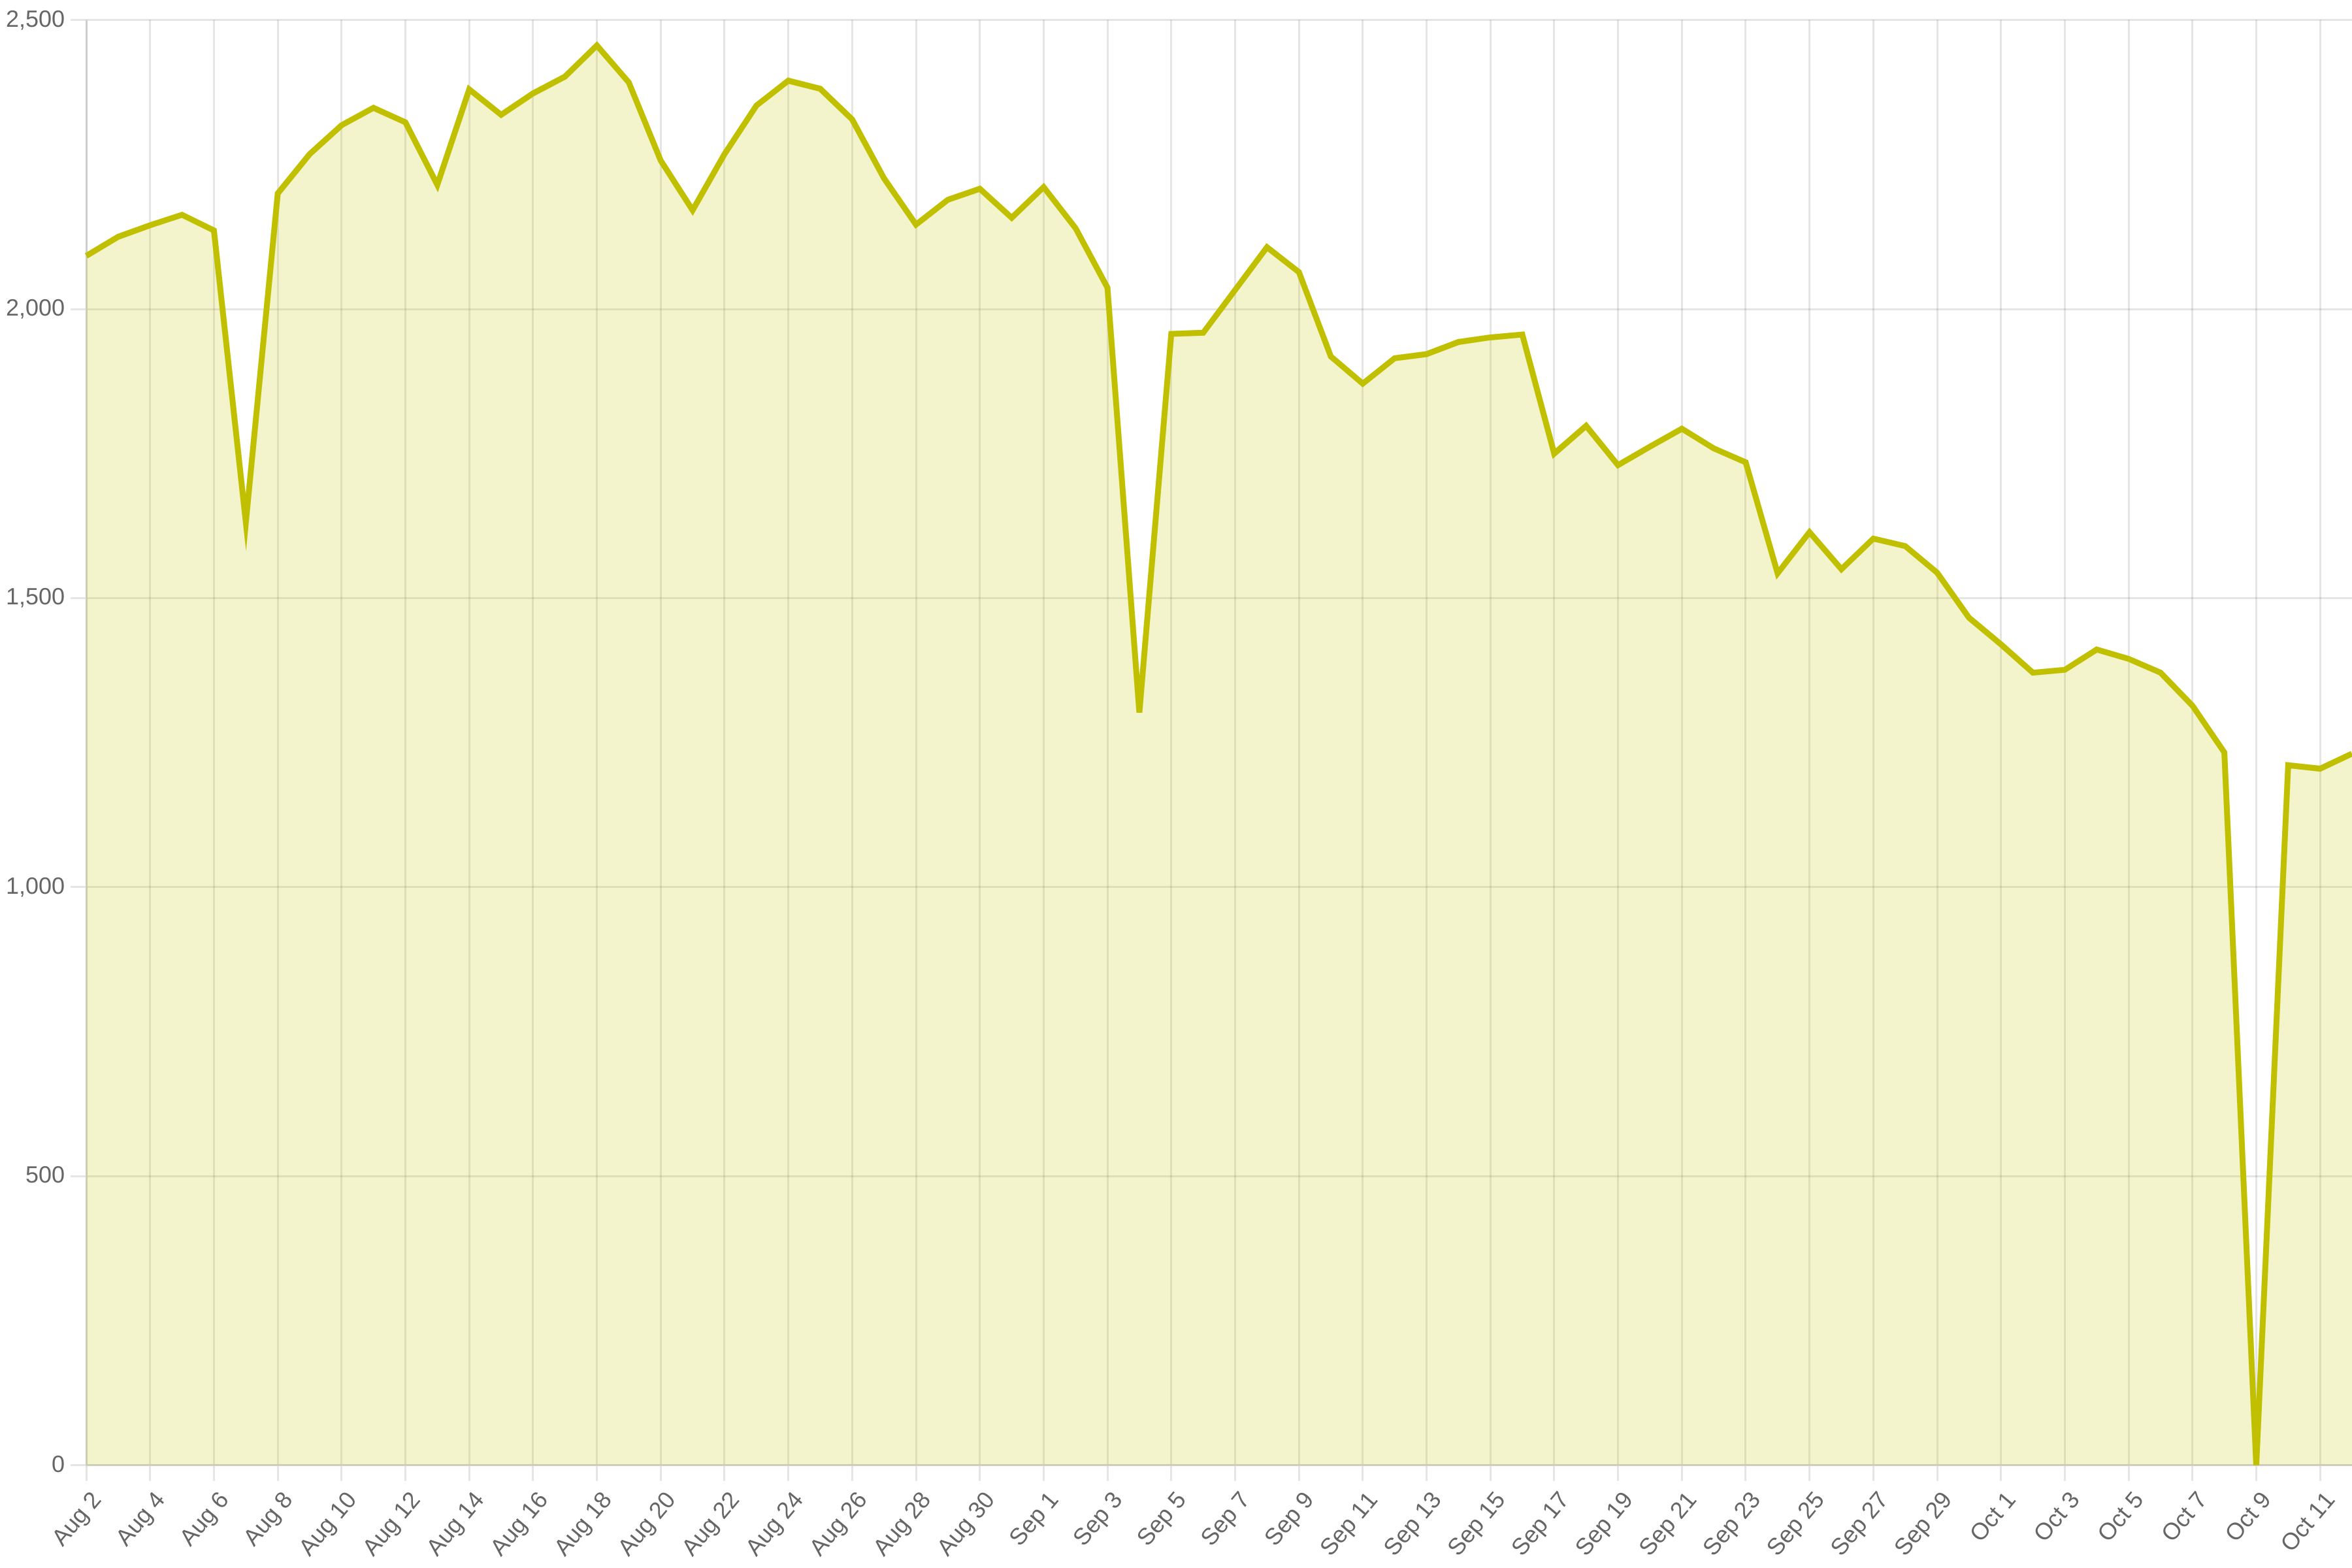 2,500
2,000
1,500
1,000
500
0
Aug 2
Aug 4
Aug 6
Aug 8
Aug 10
Aug 12
Aug 14
Aug 16
Aug 18
Aug 20
Aug 22
Aug 24
Aug 26
Aug 28
Aug 30
Sep 1
Sep 3
Sep 5
Sep 7
Sep 9
Sep 11
Sep 13
Sep 15
Sep 17
Sep 19
Sep 21
Sep 23
Sep 25
Sep 27
Sep 29
Oct 1
Oct 3
Oct 5
Oct 7
Oct 9
Oct 11